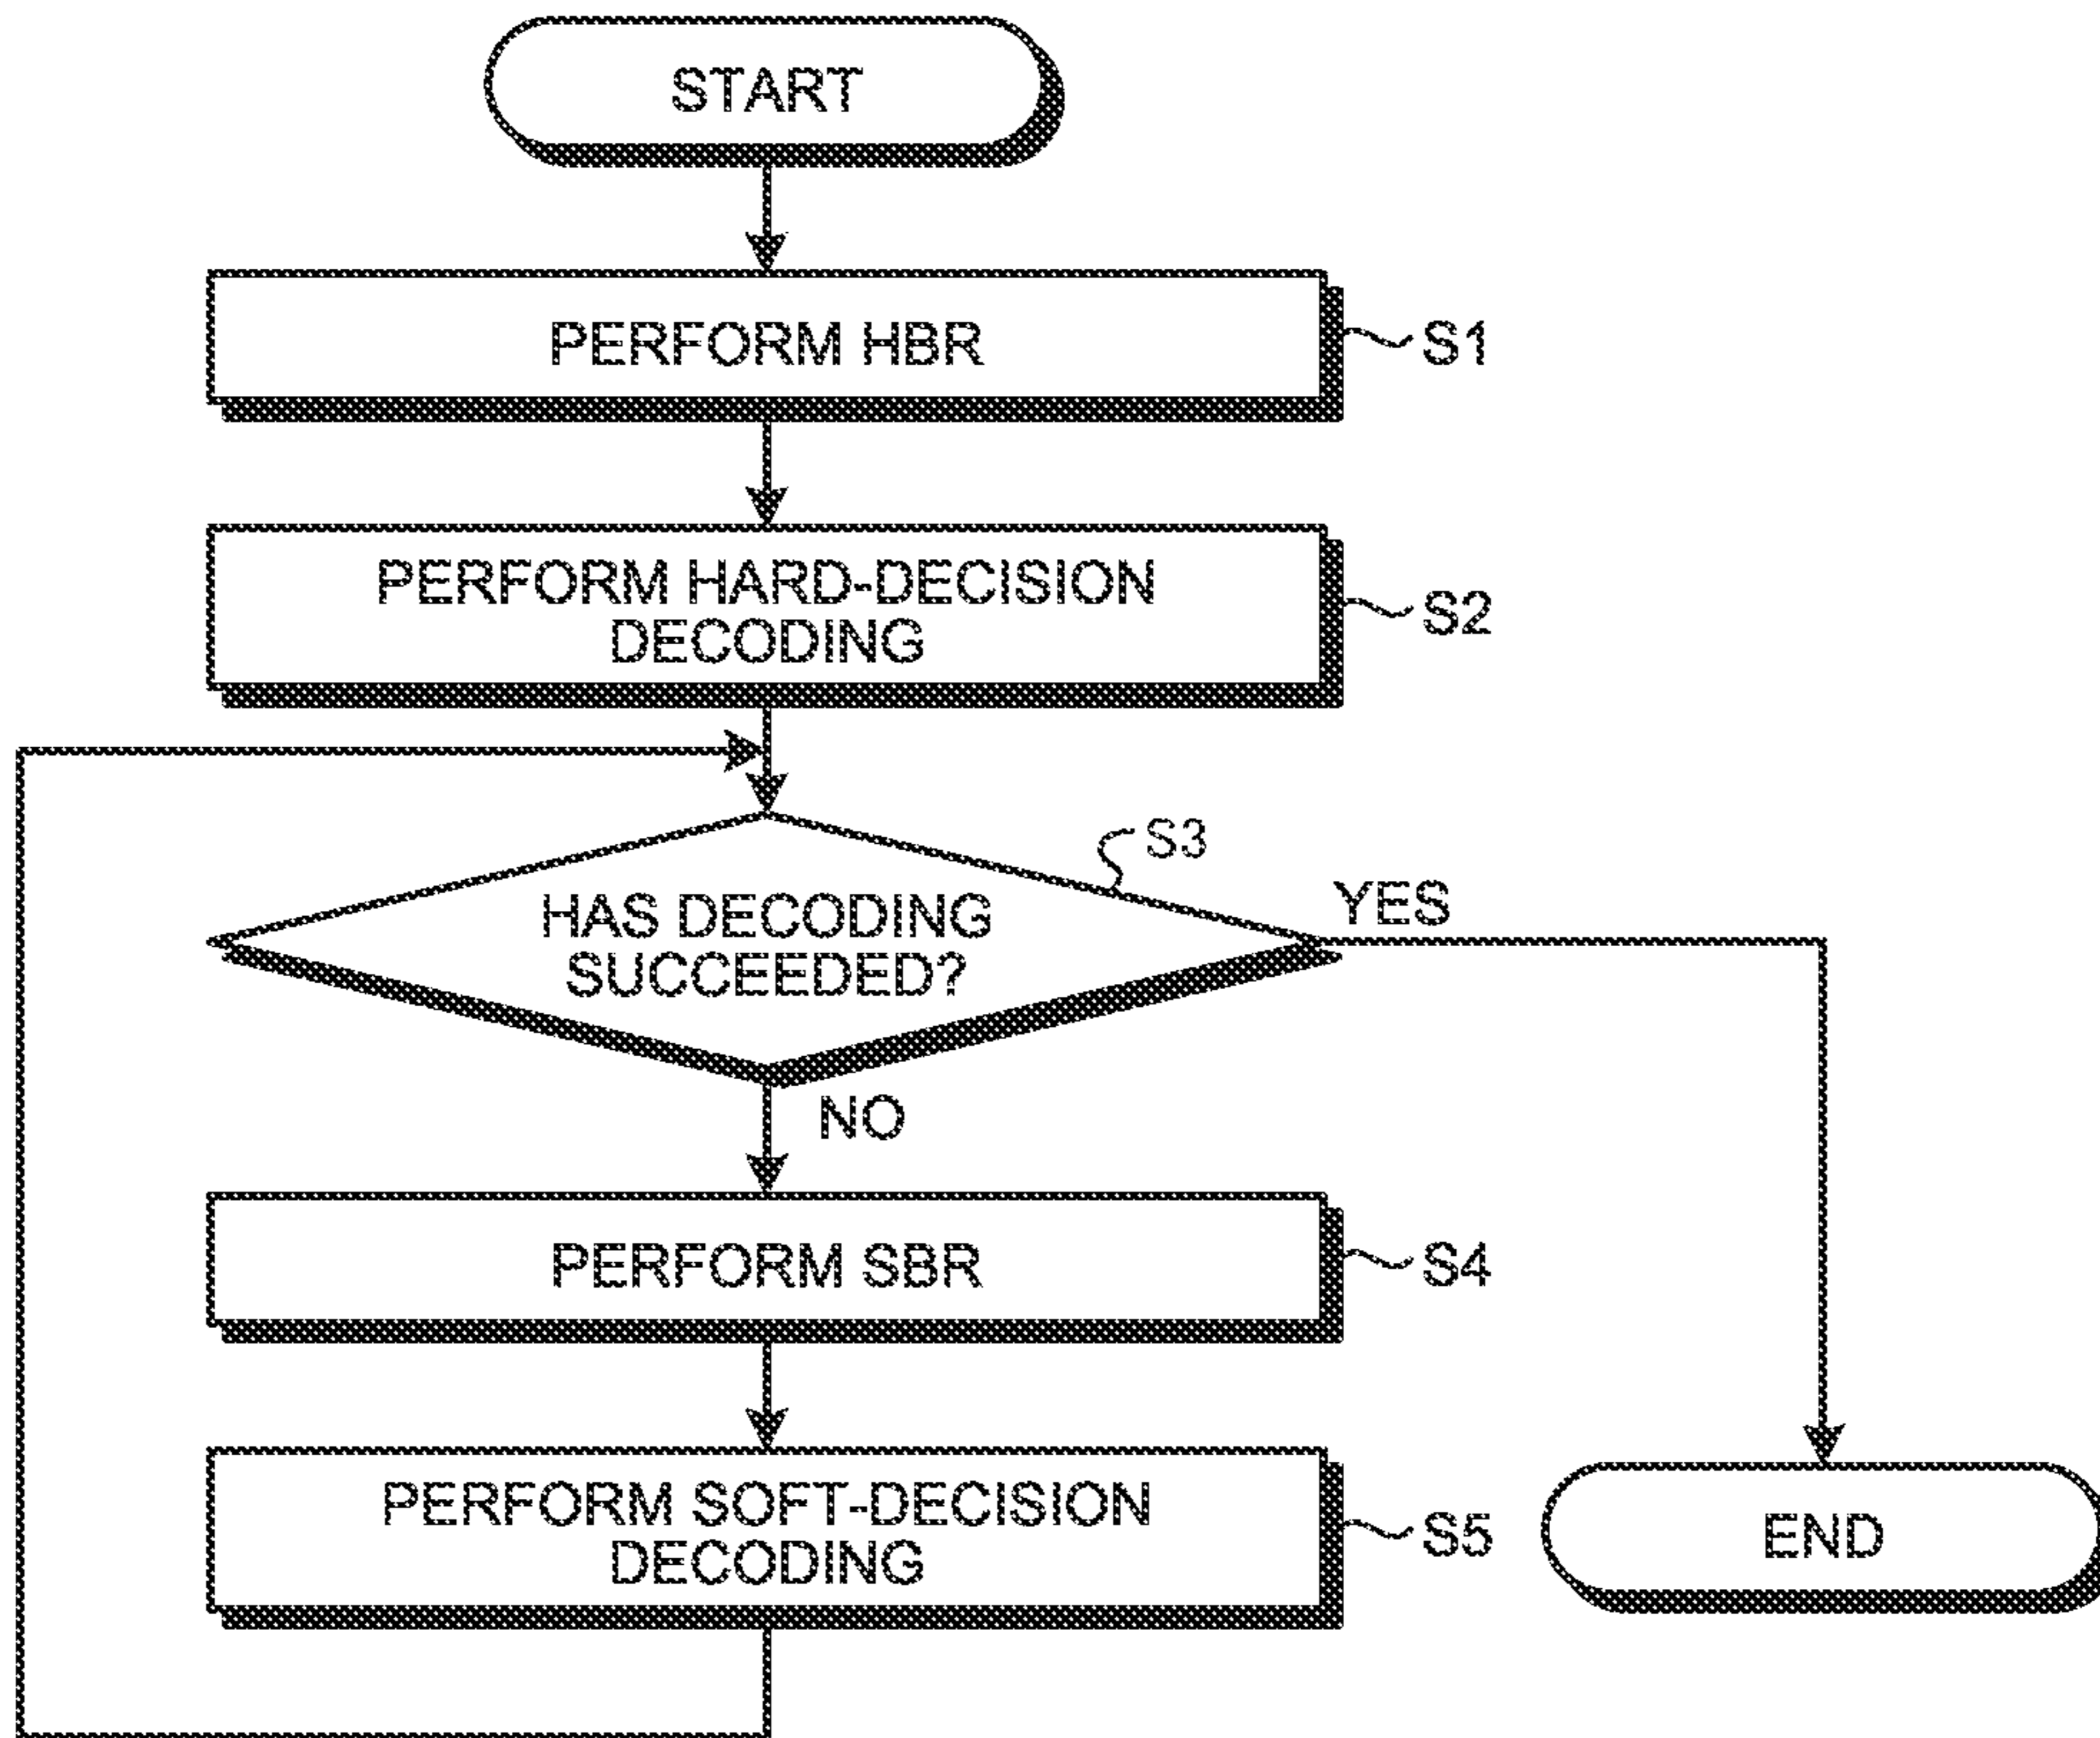 START
PERFORM HBR
S1
PERFORM HARD-DECISION
DECODING
S2
S3
HAS DECODING
SUCCEEDED?
YES
NO
PERFORM SBR
S4
PERFORM SOFT-DECISION
DECODING
S5
END